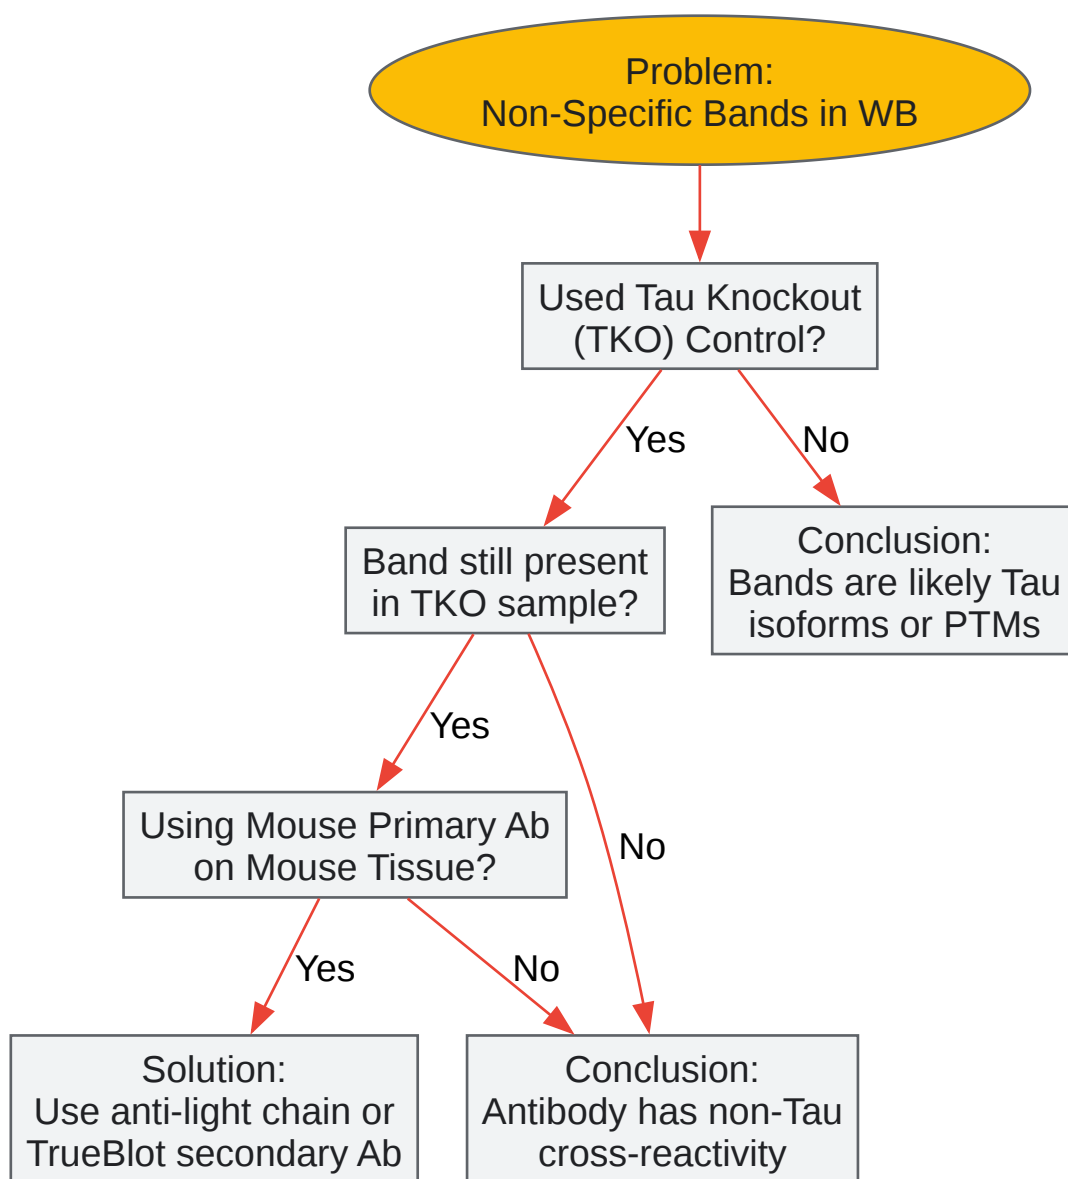 Problem:
Non-Specific Bands in WB
Used Tau Knockout
(TKO) Control?
Yes
No
Band still present
in TKO sample?
Conclusion:
Bands are likely Tau
isoforms or PTMs
Yes
No
Using Mouse Primary Ab
on Mouse Tissue?
Yes
No
Solution:
Use anti-light chain or
TrueBlot secondary Ab
Conclusion:
Antibody has non-Tau
cross-reactivity